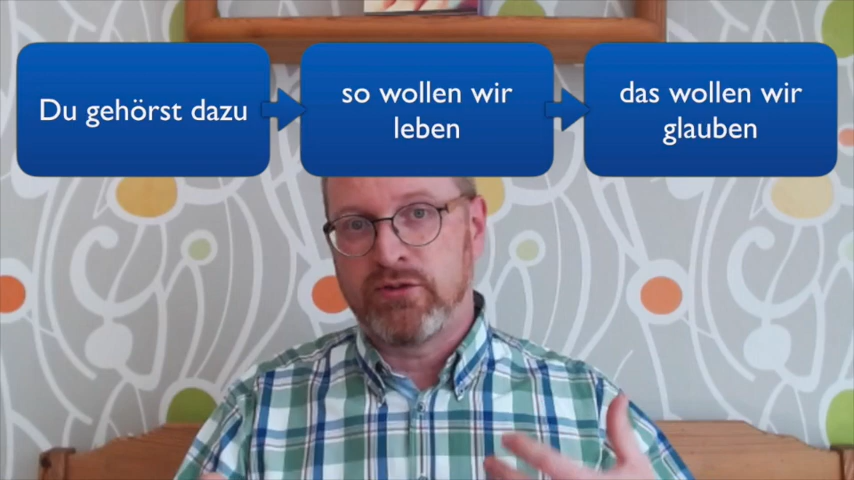 Du gehörst dazu
so wollen wir
leben
das wollen wir
glauben